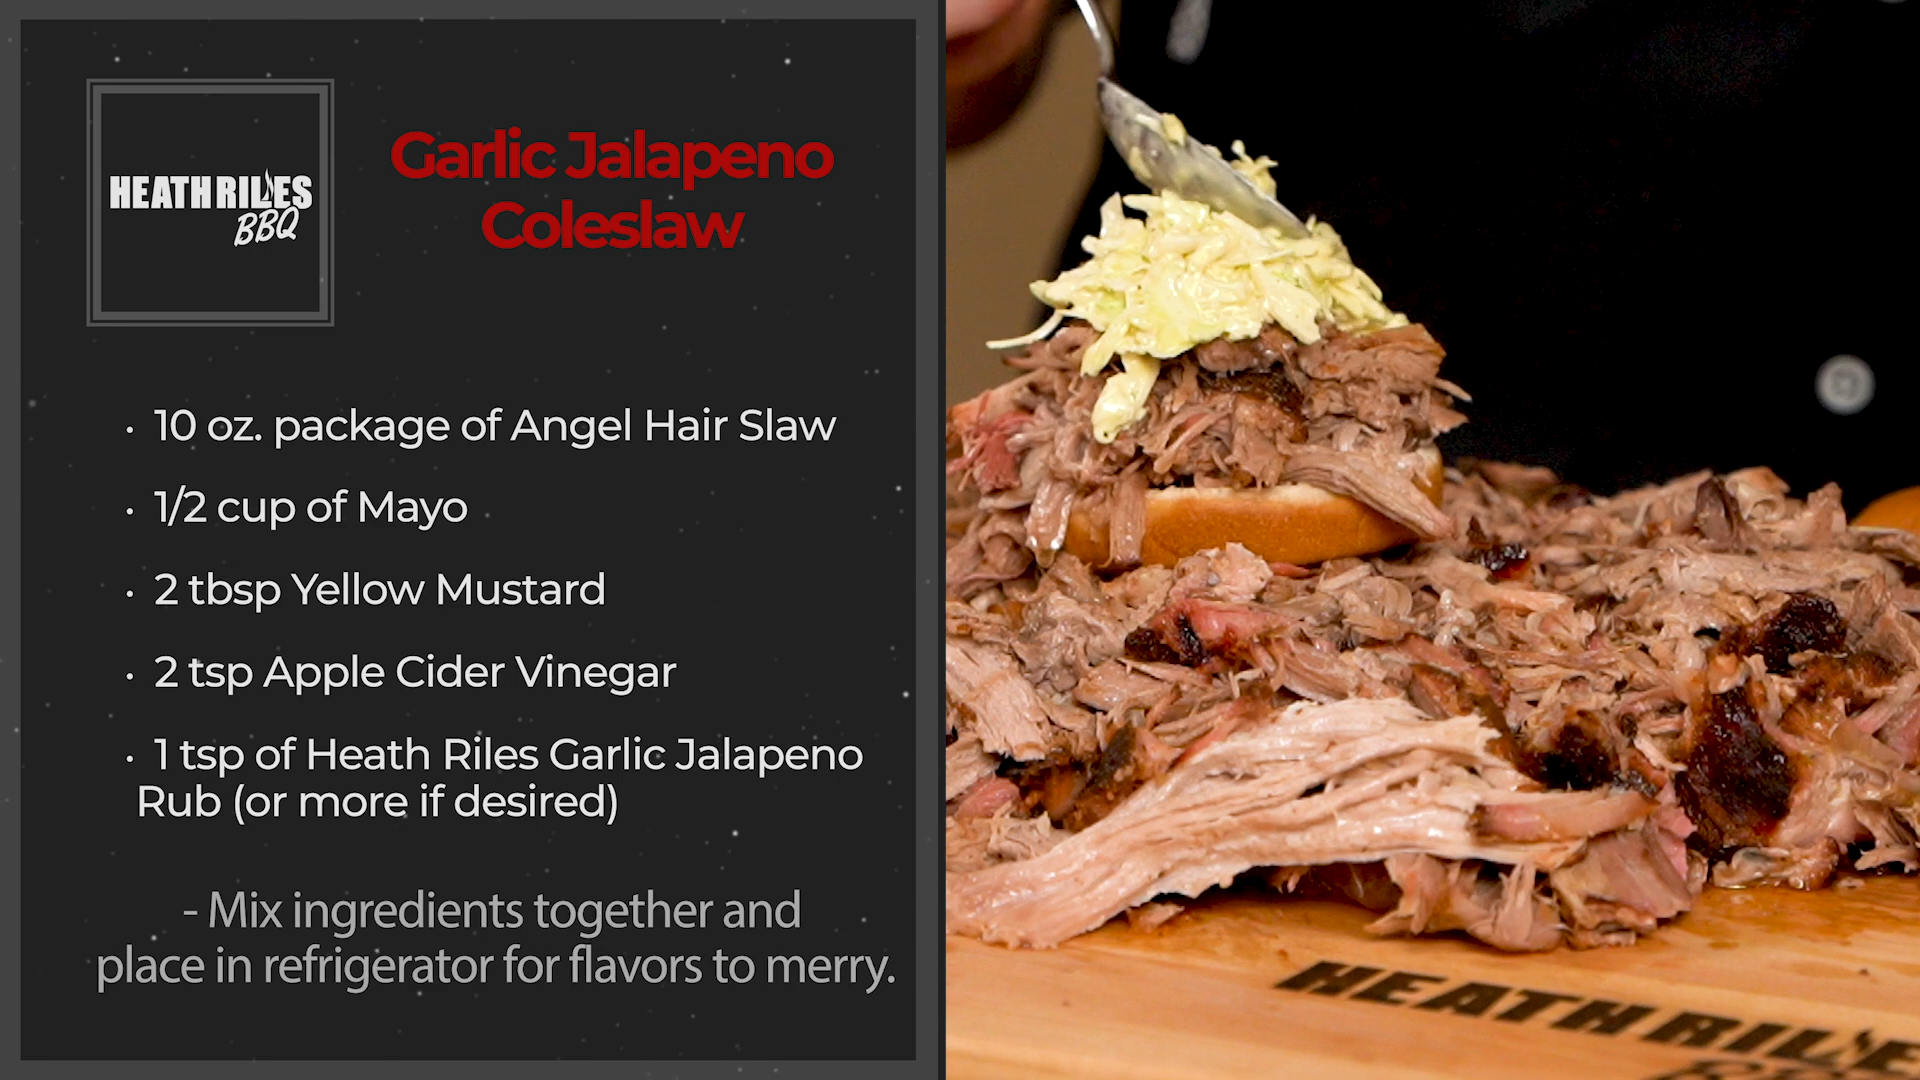 HEATH RILES
BBQ
Garlic Jalapeno
Coleslaw
· 10 oz. package of Angel Hair Slaw
· 1/2 cup of Mayo
· 2 tbsp Yellow Mustard
· 2 tsp Apple Cider Vinegar
· 1 tsp of Heath Riles Garlic Jalapeno
Rub (or more if desired)
- Mix ingredients together and
place in refrigerator for flavors to merry.
HEATH RILE